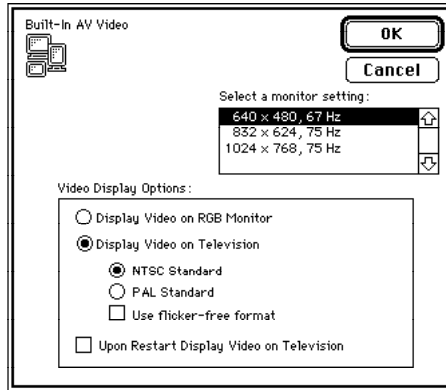 Built-In AV Video
OK
Cancel
Select a monitor setting:
640 × 480, 67 Hz
832 × 624, 75 Hz
1024 × 768, 75 Hz
Video Display Options:
Display Video on RGB Monitor
Display Video on Television
NTSC Standard
PAL Standard
Use flicker-free format
Upon Restart Display Video on Television